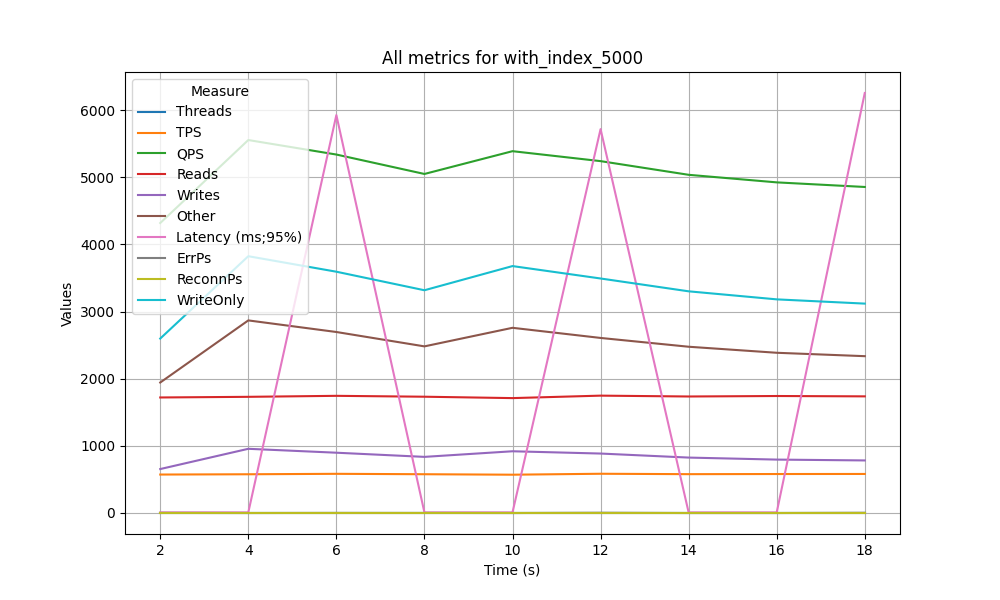 All metrics for with_index_5000
Values
6000
5000
4000
3000
2000
1000
0
Measure
Threads
TPS
QPS
Reads
Writes
Other
Latency (ms;95%)
ErrPs
ReconnPs
WriteOnly
2 4 6 8 10 12 14 16 18
Time (s)